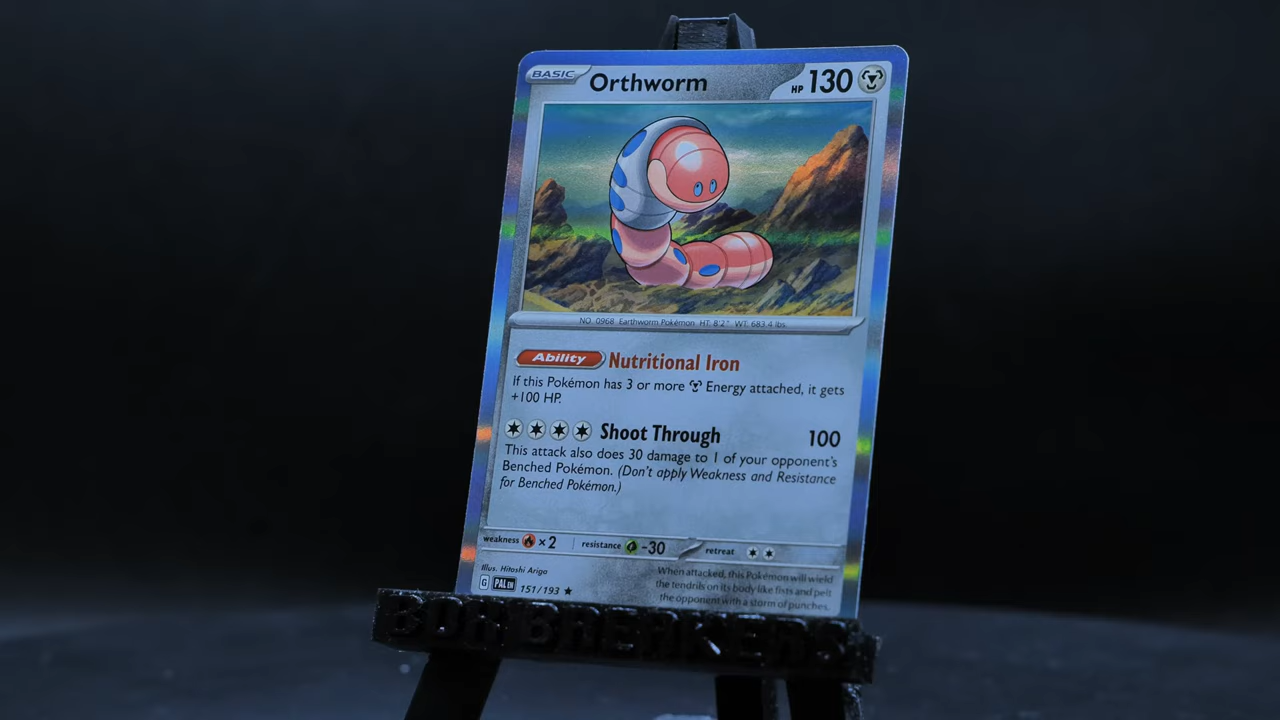 BASIC Orthworm HP 130
NO. 0968 Earthworm Pokémon HT: 8'2" WT: 683.4 lbs.
Ability Nutritional Iron
If this Pokémon has 3 or more Energy attached, it gets
+100 HP.
Shoot Through 100
This attack also does 30 damage to 1 of your opponent's
Benched Pokémon. (Don't apply Weakness and Resistance
for Benched Pokémon.)
weakness ×2 resistance -30 retreat
Illus. Hitoshi Ariga
When attacked, this Pokémon will wield
the tendrils on its body like fists and pelt
the opponent with a storm of punches.
G PAL EN 151/193
BOX BREAKERS